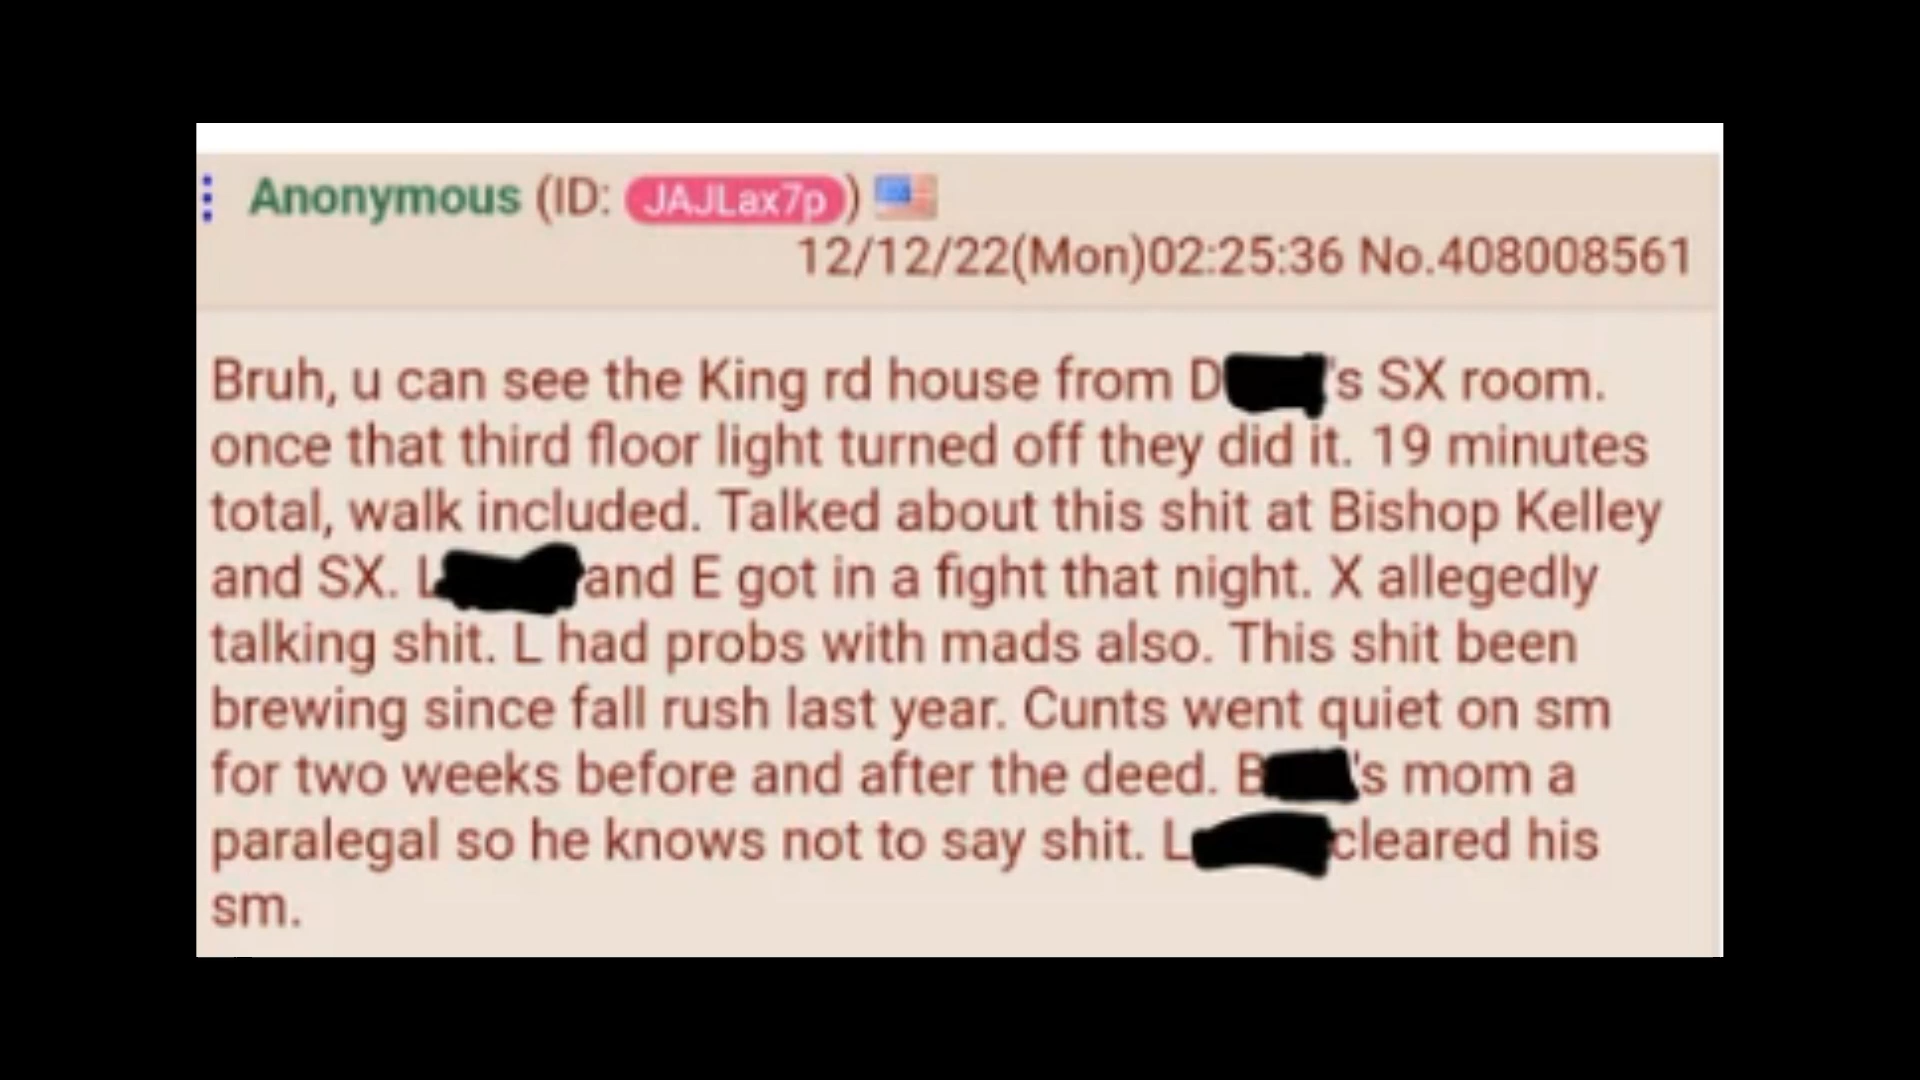 Anonymous (ID: JAJLax7p)
12/12/22(Mon)02:25:36 No.408008561
Bruh, u can see the King rd house from D 's SX room.
once that third floor light turned off they did it. 19 minutes
total, walk included. Talked about this shit at Bishop Kelley
and SX. L and E got in a fight that night. X allegedly
talking shit. L had probs with mads also. This shit been
brewing since fall rush last year. Cunts went quiet on sm
for two weeks before and after the deed. B 's mom a
paralegal so he knows not to say shit. L cleared his
sm.